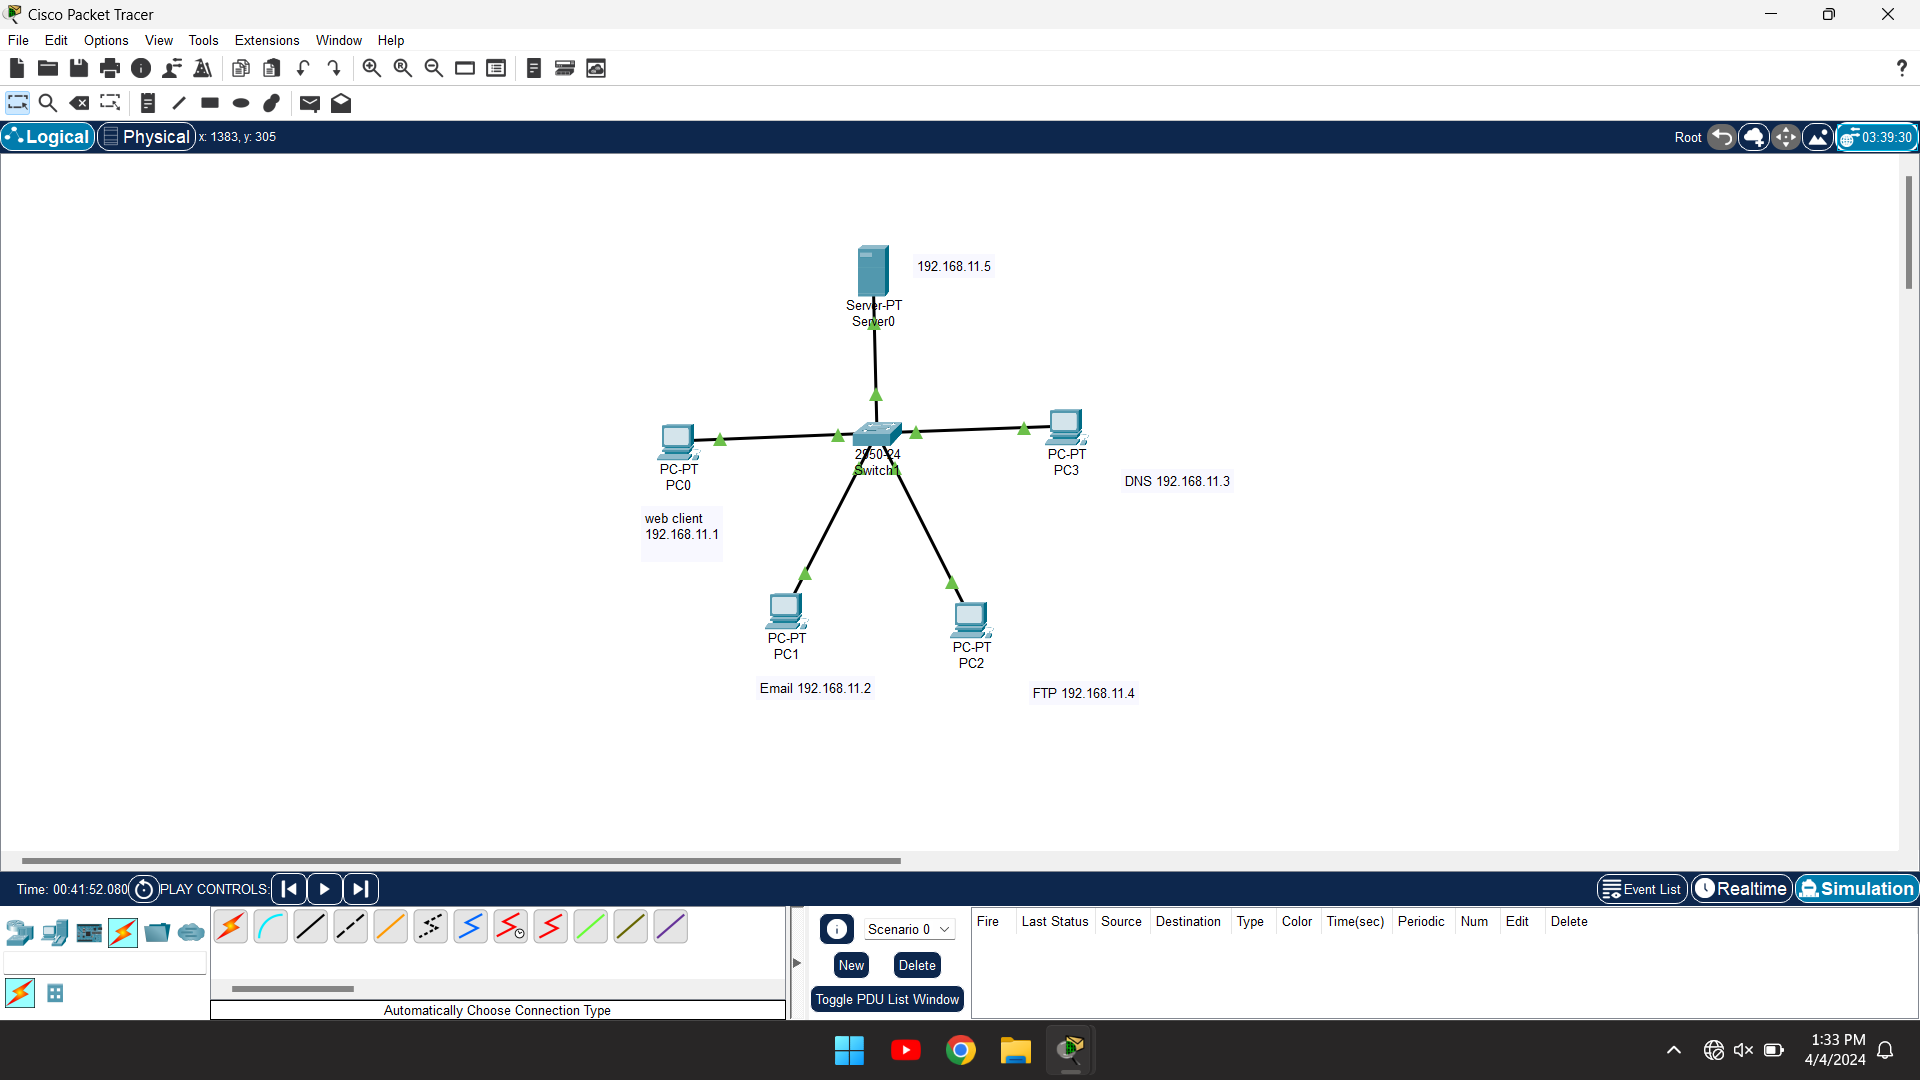 Cisco Packet Tracer
File Edit Options View Tools Extensions Window Help
?
Logical Physical x: 1383, y: 305 Root 03:39:30
192.168.11.5
Server-PT
Server0
PC-PT
PC0
2950-24
Switch1
PC-PT
PC3
DNS 192.168.11.3
web client
192.168.11.1
PC-PT
PC1
PC-PT
PC2
Email 192.168.11.2
FTP 192.168.11.4
Time: 00:41:52.080 PLAY CONTROLS: Event List Realtime Simulation
Scenario 0
New Delete
Toggle PDU List Window
Fire Last Status Source Destination Type Color Time(sec) Periodic Num Edit Delete
Automatically Choose Connection Type
1:33 PM
4/4/2024